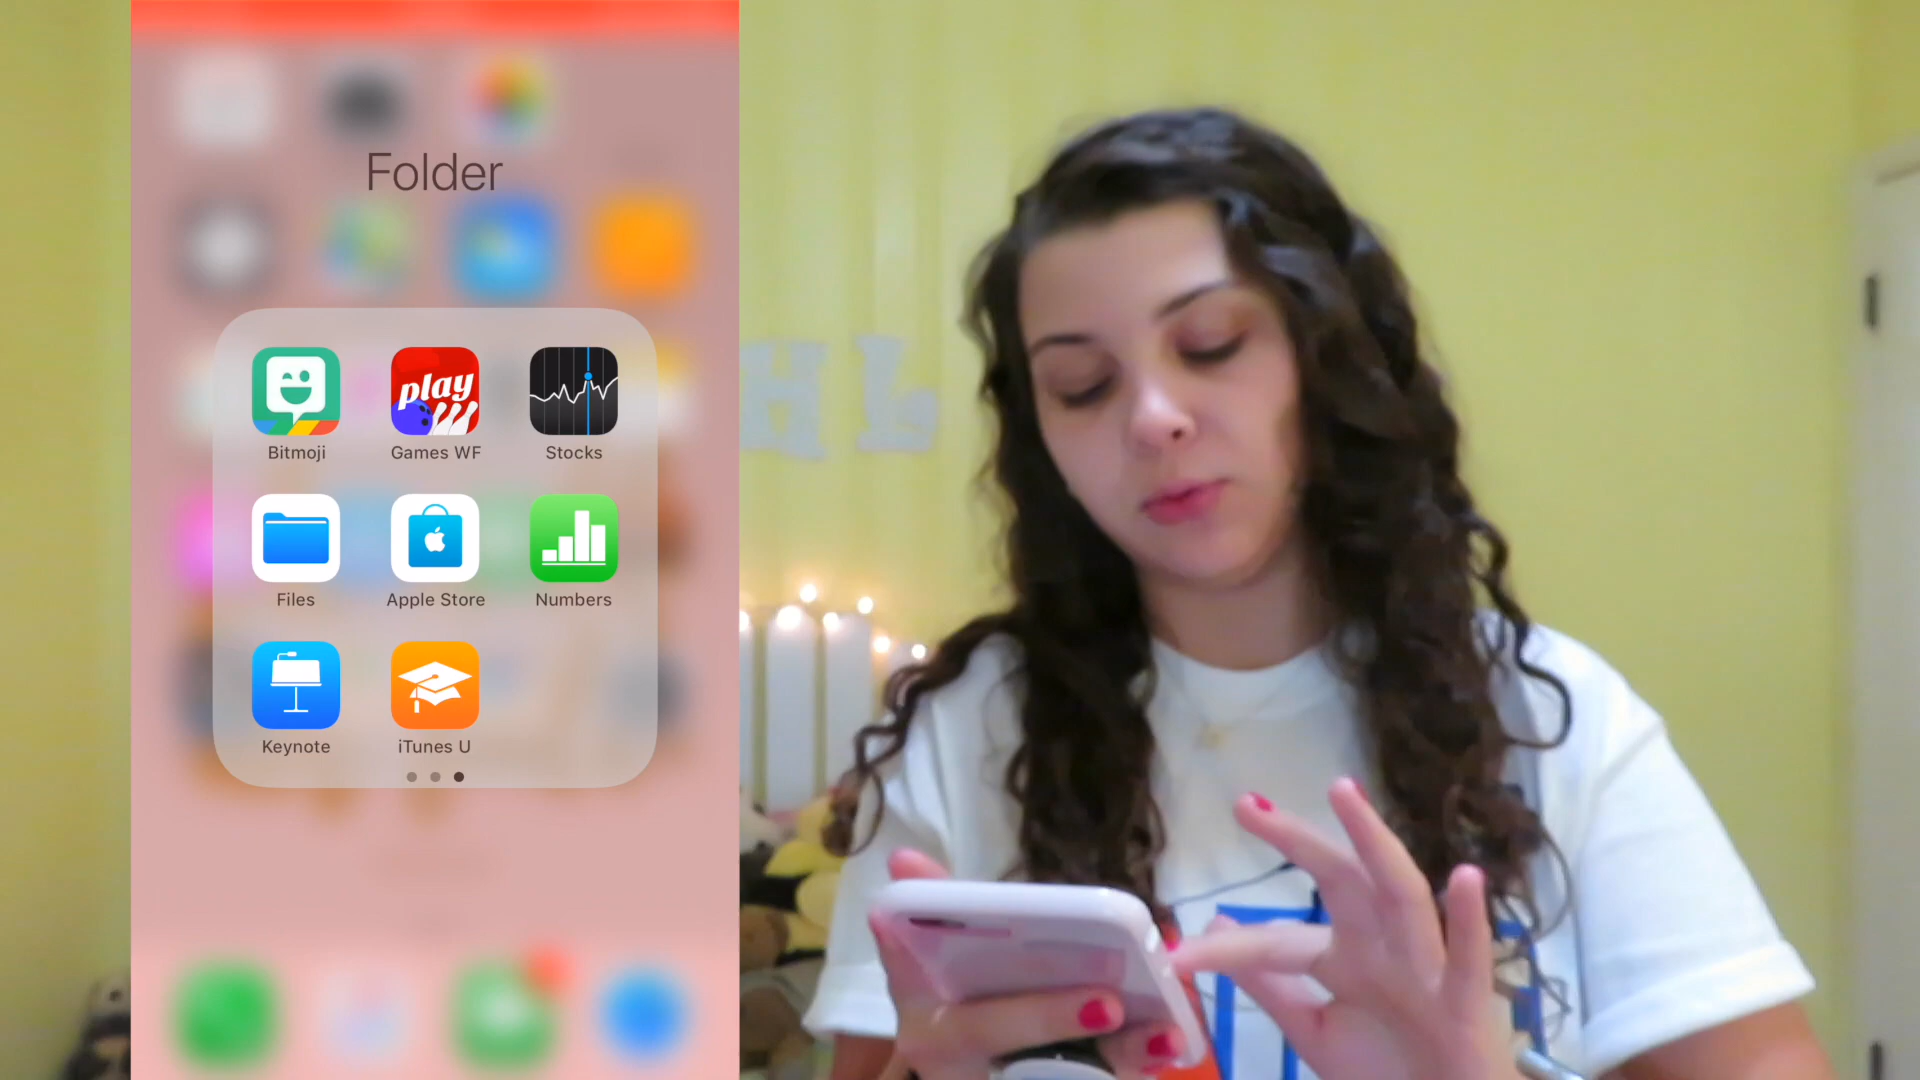 Folder
play
Bitmoji
Games WF
Stocks
Files
Apple Store
Numbers
Keynote
iTunes U